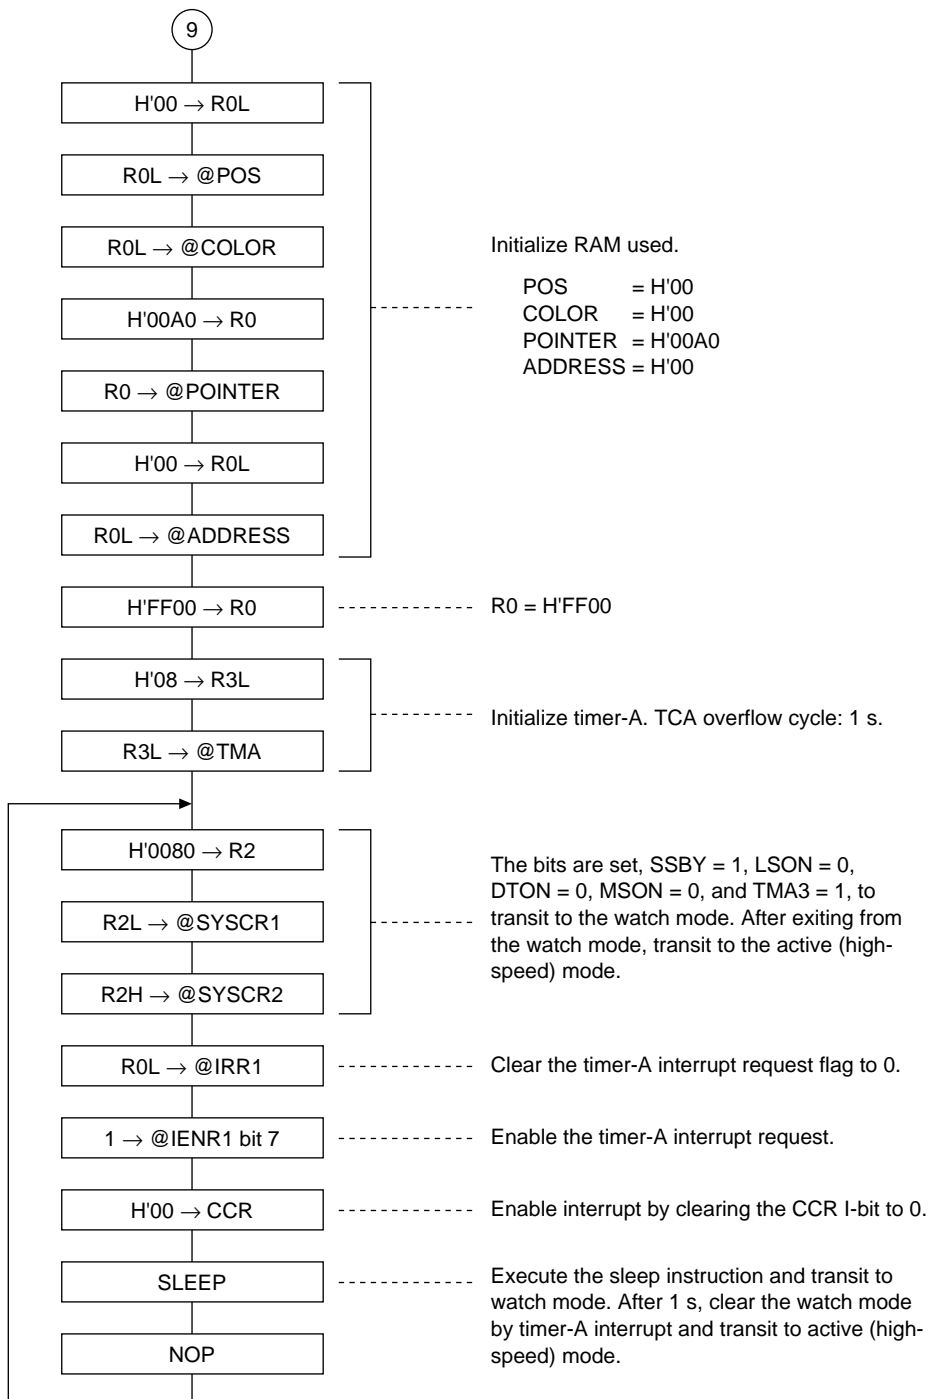 9
H'00 → R0L
R0L → @POS
R0L → @COLOR
H'00A0 → R0
R0 → @POINTER
H'00 → R0L
R0L → @ADDRESS
Initialize RAM used.
POS = H'00
COLOR = H'00
POINTER = H'00A0
ADDRESS = H'00
H'FF00 → R0
R0 = H'FF00
H'08 → R3L
R3L → @TMA
Initialize timer-A. TCA overflow cycle: 1 s.
H'0080 → R2
R2L → @SYSCR1
R2H → @SYSCR2
The bits are set, SSBY = 1, LSON = 0,
DTON = 0, MSON = 0, and TMA3 = 1, to
transit to the watch mode. After exiting from
the watch mode, transit to the active (high-
speed) mode.
R0L → @IRR1
Clear the timer-A interrupt request flag to 0.
1 → @IENR1 bit 7
Enable the timer-A interrupt request.
H'00 → CCR
Enable interrupt by clearing the CCR I-bit to 0.
SLEEP
Execute the sleep instruction and transit to
watch mode. After 1 s, clear the watch mode
by timer-A interrupt and transit to active (high-
speed) mode.
NOP